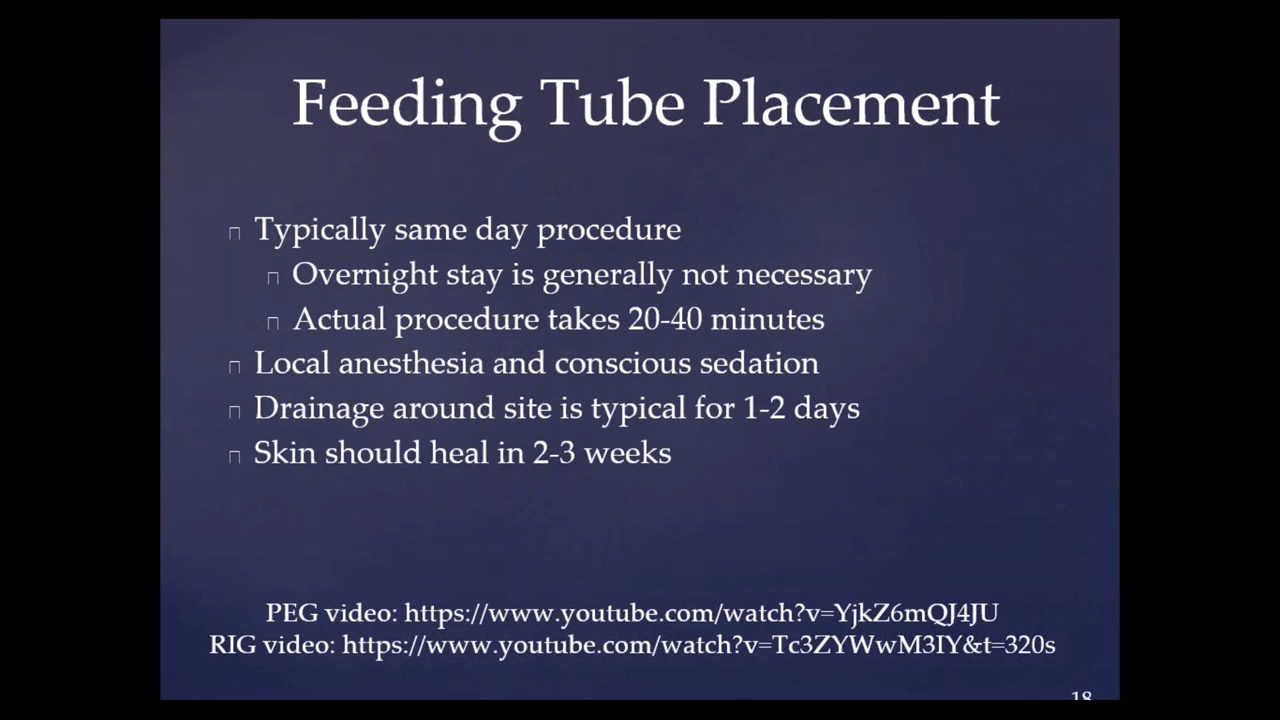 Feeding Tube Placement
Typically same day procedure
Overnight stay is generally not necessary
Actual procedure takes 20-40 minutes
Local anesthesia and conscious sedation
Drainage around site is typical for 1-2 days
Skin should heal in 2-3 weeks
PEG video: https://www.youtube.com/watch?v=YjkZ6mQJ4JU
RIG video: https://www.youtube.com/watch?v=Tc3ZYWwM3IY&t=320s
18